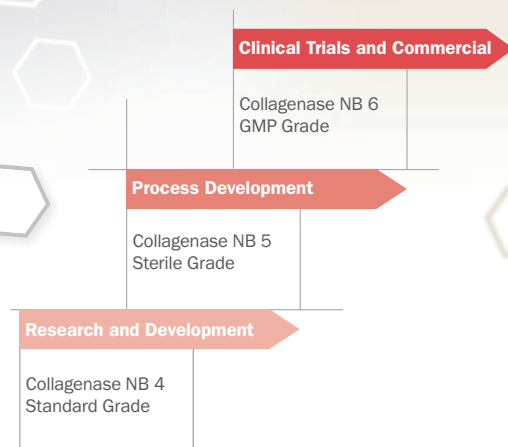 Clinical Trials and Commercial
Collagenase NB 6
GMP Grade
Process Development
Collagenase NB 5
Sterile Grade
Research and Development
Collagenase NB 4
Standard Grade